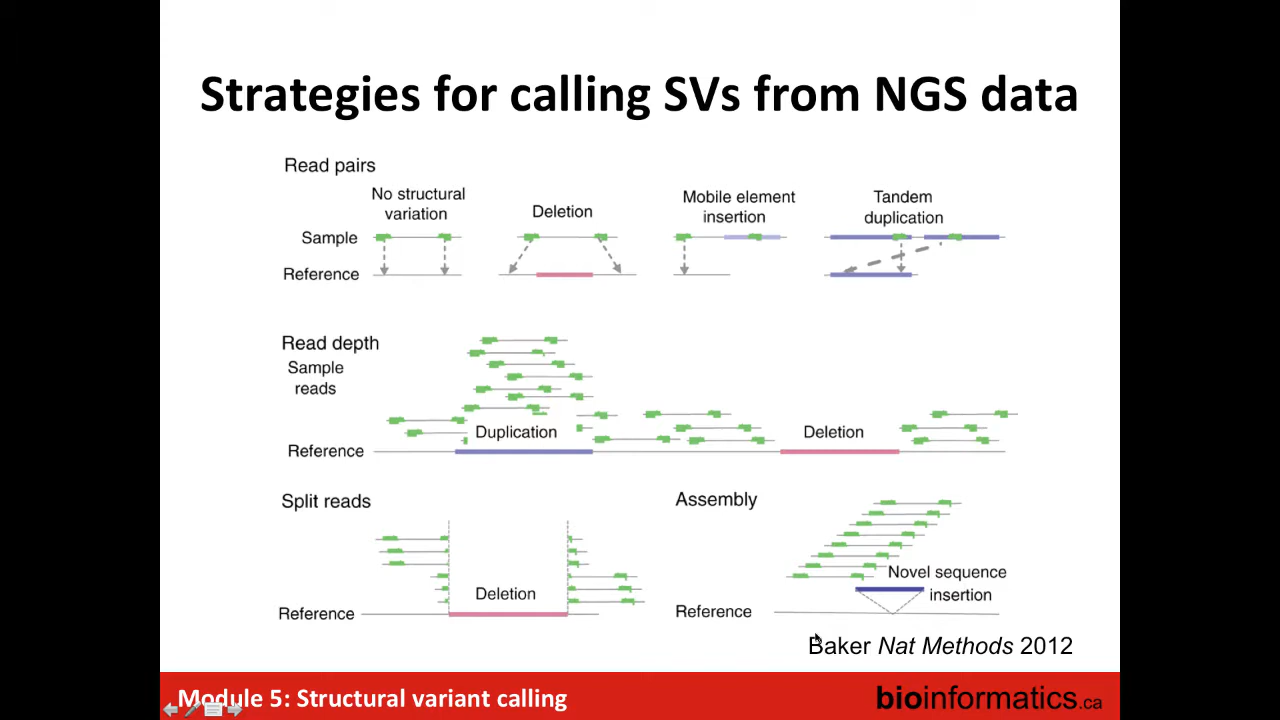 Strategies for calling SVs from NGS data
Read pairs
No structural
variation
Deletion
Mobile element
insertion
Tandem
duplication
Sample
Reference
Read depth
Sample
reads
Duplication
Deletion
Reference
Split reads
Deletion
Reference
Assembly
Novel sequence
insertion
Reference
Baker Nat Methods 2012
Module 5: Structural variant calling
bioinformatics.ca